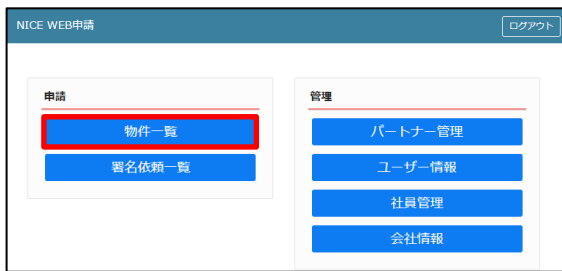 NICE WEB申請
ログアウト
申請
物件一覧
署名依頼一覧
管理
パートナー管理
ユーザー情報
社員管理
会社情報